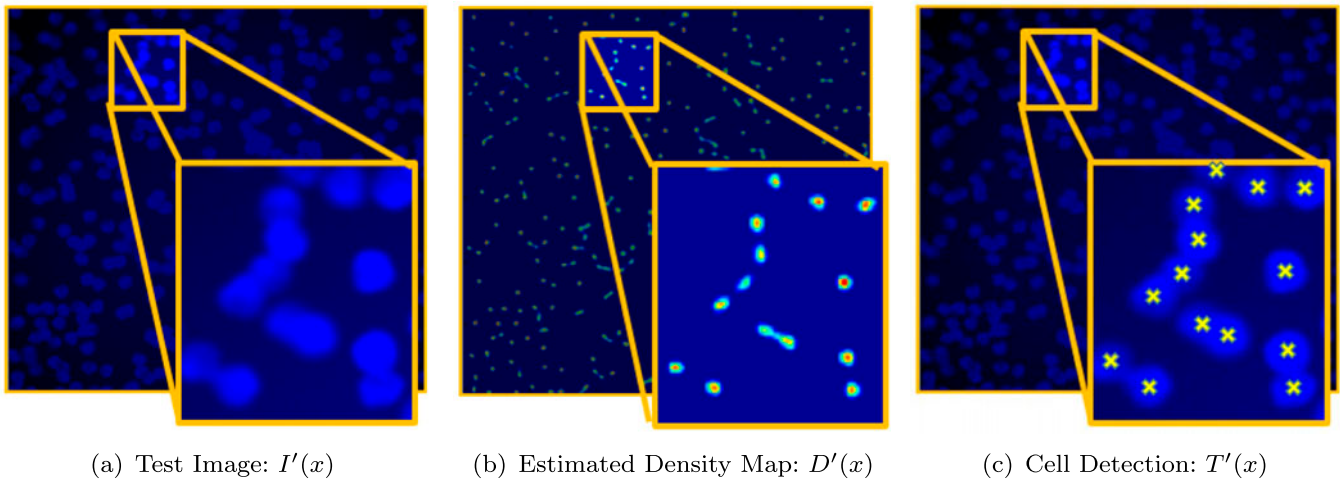 (a) Test Image: I′(x)
(b) Estimated Density Map: D′(x)
(c) Cell Detection: T′(x)